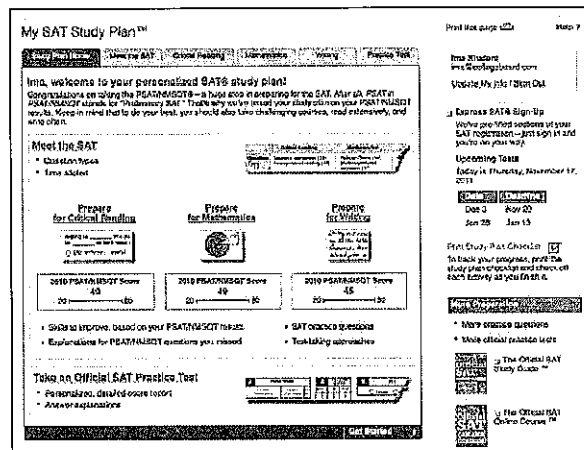 My SAT Study Plan™
Print this page
Help ?
Meet the SAT
Critical Reading
Mathematics
Writing
Practice Test
Ima, welcome to your personalized SAT® study plan!
Congratulations on taking the PSAT/NMSQT® – a huge step in preparing for the SAT. After all, PSAT in
PSAT/NMSQT stands for "Preliminary SAT." That's why we've based your study plan on your PSAT/NMSQT
results. Keep in mind that to do your best, you should also take challenging courses, read extensively, and
write often.
Meet the SAT
• Question types
• Time allotted
Prepare
for Critical Reading
Prepare
for Mathematics
Prepare
for Writing
2010 PSAT/NMSQT Score
20 80
2010 PSAT/NMSQT Score
20 80
2010 PSAT/NMSQT Score
45
20 80
• Skills to improve, based on your PSAT/NMSQT results
• Explanations for PSAT/NMSQT questions you missed
• SAT practice questions
• Test-taking approaches
Take an Official SAT Practice Test
• Personalized, detailed score report
• Answer explanations
Get Started
Ima Student
Update My Info | Sign Out
Express SAT® Sign-Up
We've pre-filled sections of your
SAT registration – just sign in and
you're on your way.
Upcoming Tests
Today is Thursday, November 17,
2011
Date Deadline
Dec 3 Nov 20
Jan 28 Jan 13
Print Study Plan Checklist
To track your progress, print the
study plan checklist and check off
each activity as you finish it.
• More practice questions
• More official practice tests
The Official SAT
Study Guide™
The Official SAT
Online Course™